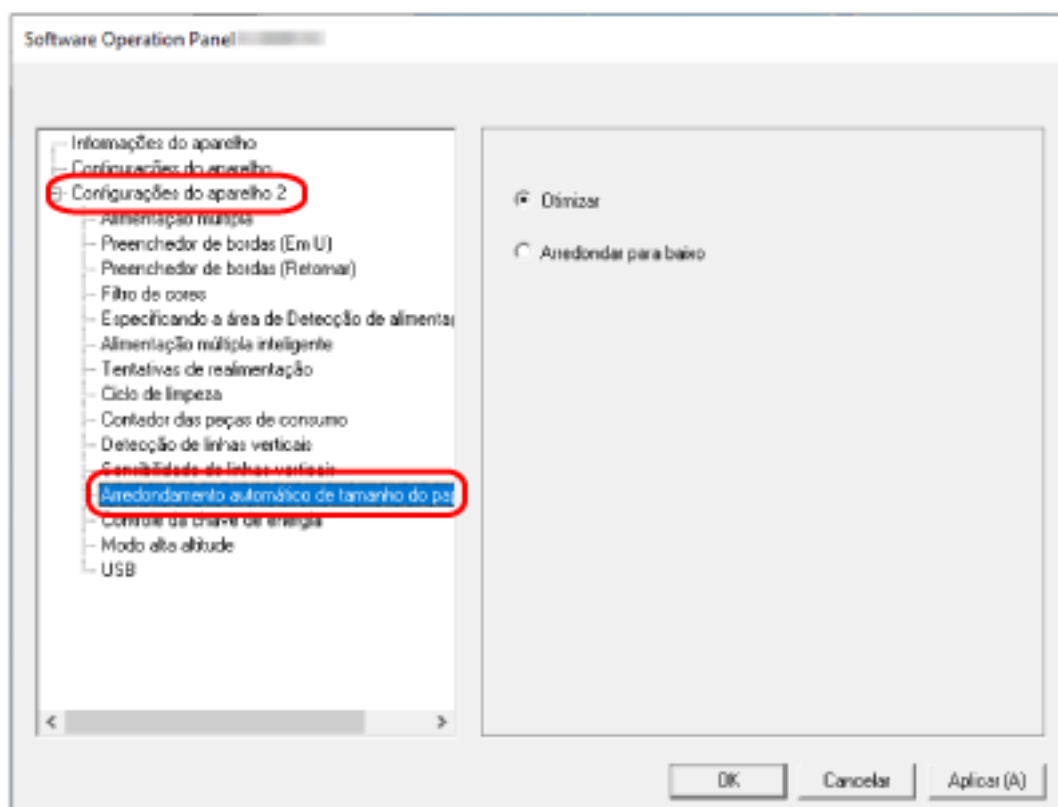 Software Operation Panel
Informações do aparelho
Configurações do aparelho
Configurações do aparelho 2
Alimentação múltipla
Preenchedor de bordas (Em U)
Preenchedor de bordas (Retornar)
Filtro de cores
Especificando a área de Detecção de alimenta
Alimentação múltipla inteligente
Tentativas de realimentação
Ciclo de limpeza
Contador das peças de consumo
Detecção de linhas verticais
Sensibilidade de linhas verticais
Arredondamento automático de tamanho do pa
Controle da chave de energia
Modo alta altitude
USB
Otimizar
Arredondar para baixo
OK Cancelar Aplicar (A)